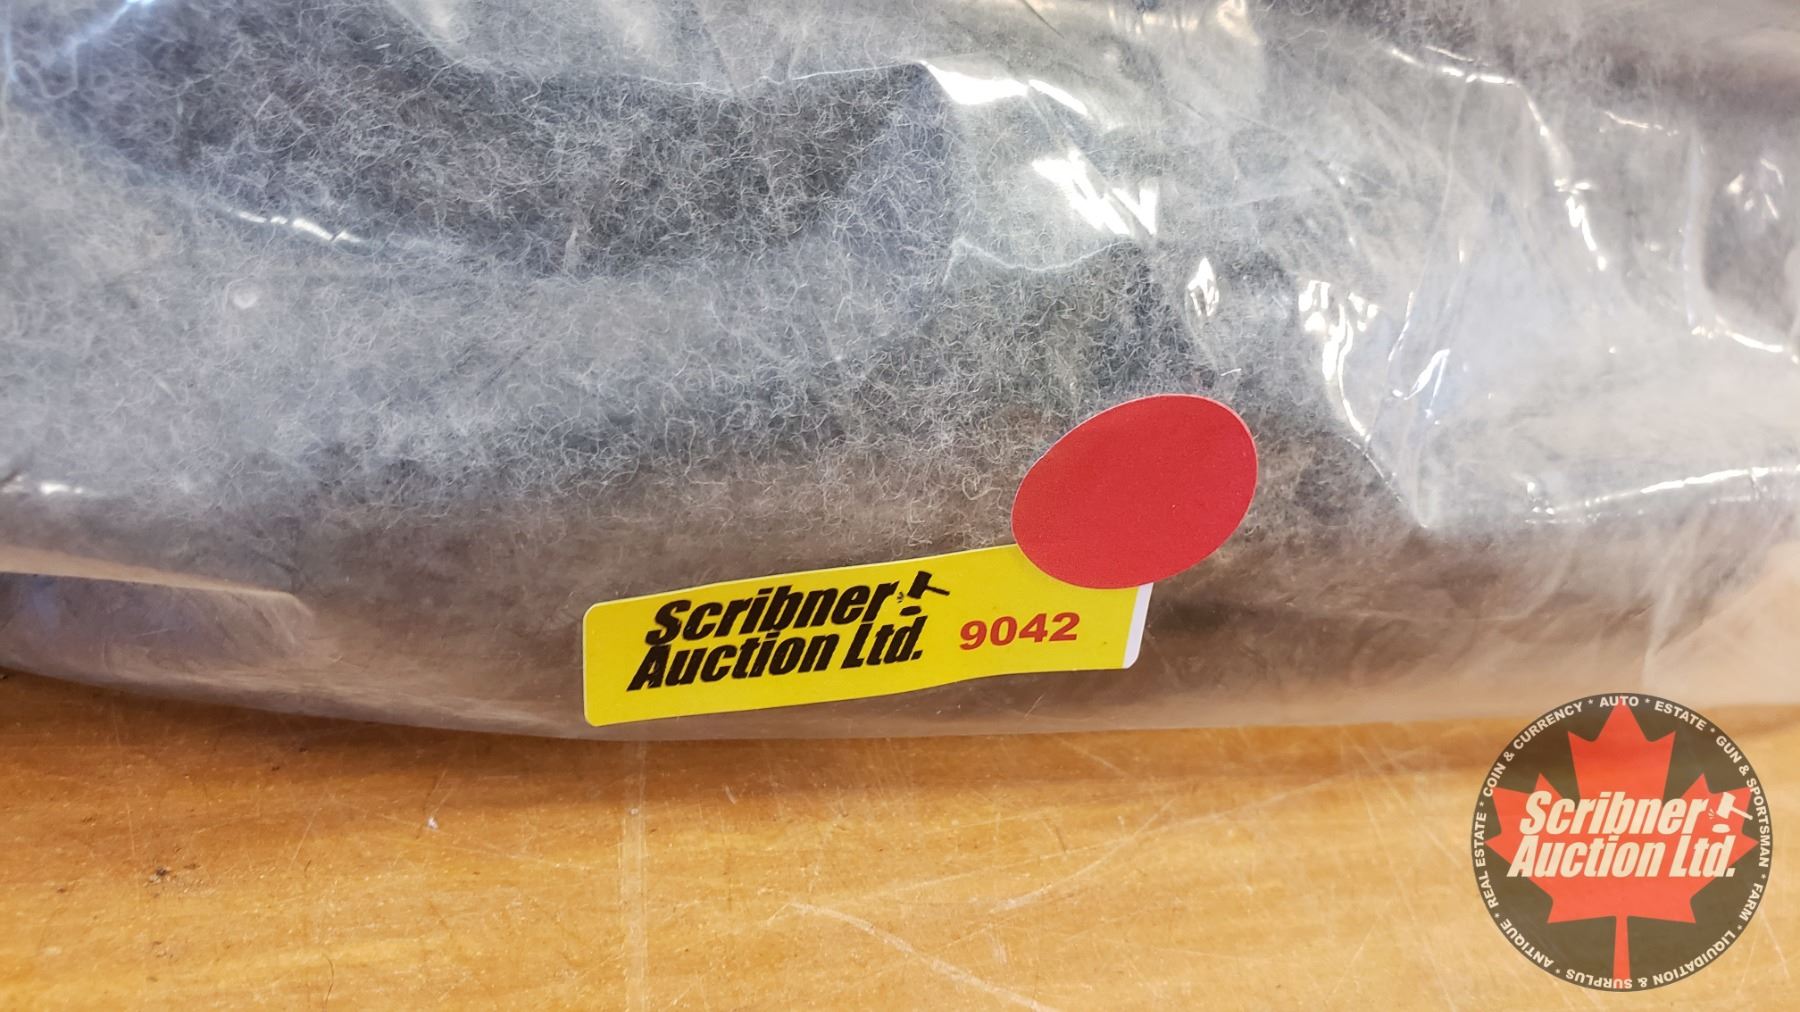 Scribner
Auction Ltd.
9042
COIN & CURRENCY * AUTO * ESTATE * GUN & SPORTSMAN * FARM * LIQUIDATION & SURPLUS * ANTIQUE * REAL ESTATE *
Scribner
Auction Ltd.